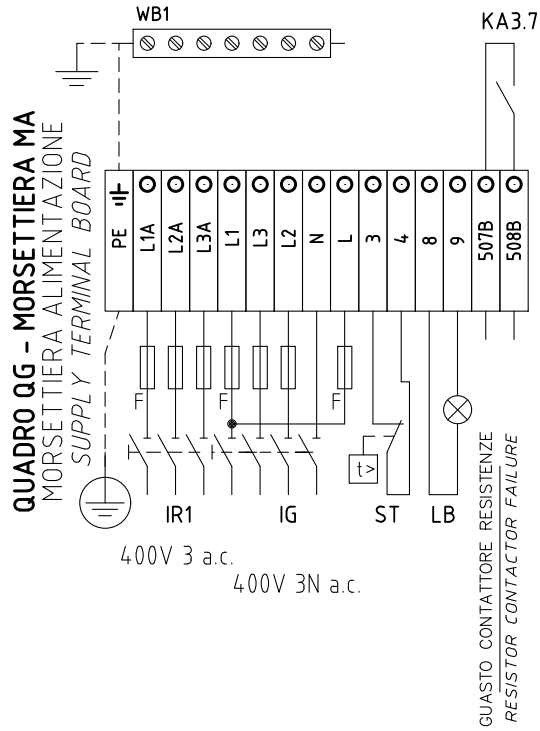 WB1
KA3.7
QUADRO QG - MORSETTIERA MA
MORSETTIERA ALIMENTAZIONE
SUPPLY TERMINAL BOARD
PE
L1A
L2A
L3A
L1
L3
L2
N
L
3
4
8
9
507B
508B
F
F
F
t>
IR1
IG
ST
LB
400V 3 a.c.
400V 3N a.c.
GUASTO CONTATTORE RESISTENZE
RESISTOR CONTACTOR FAILURE